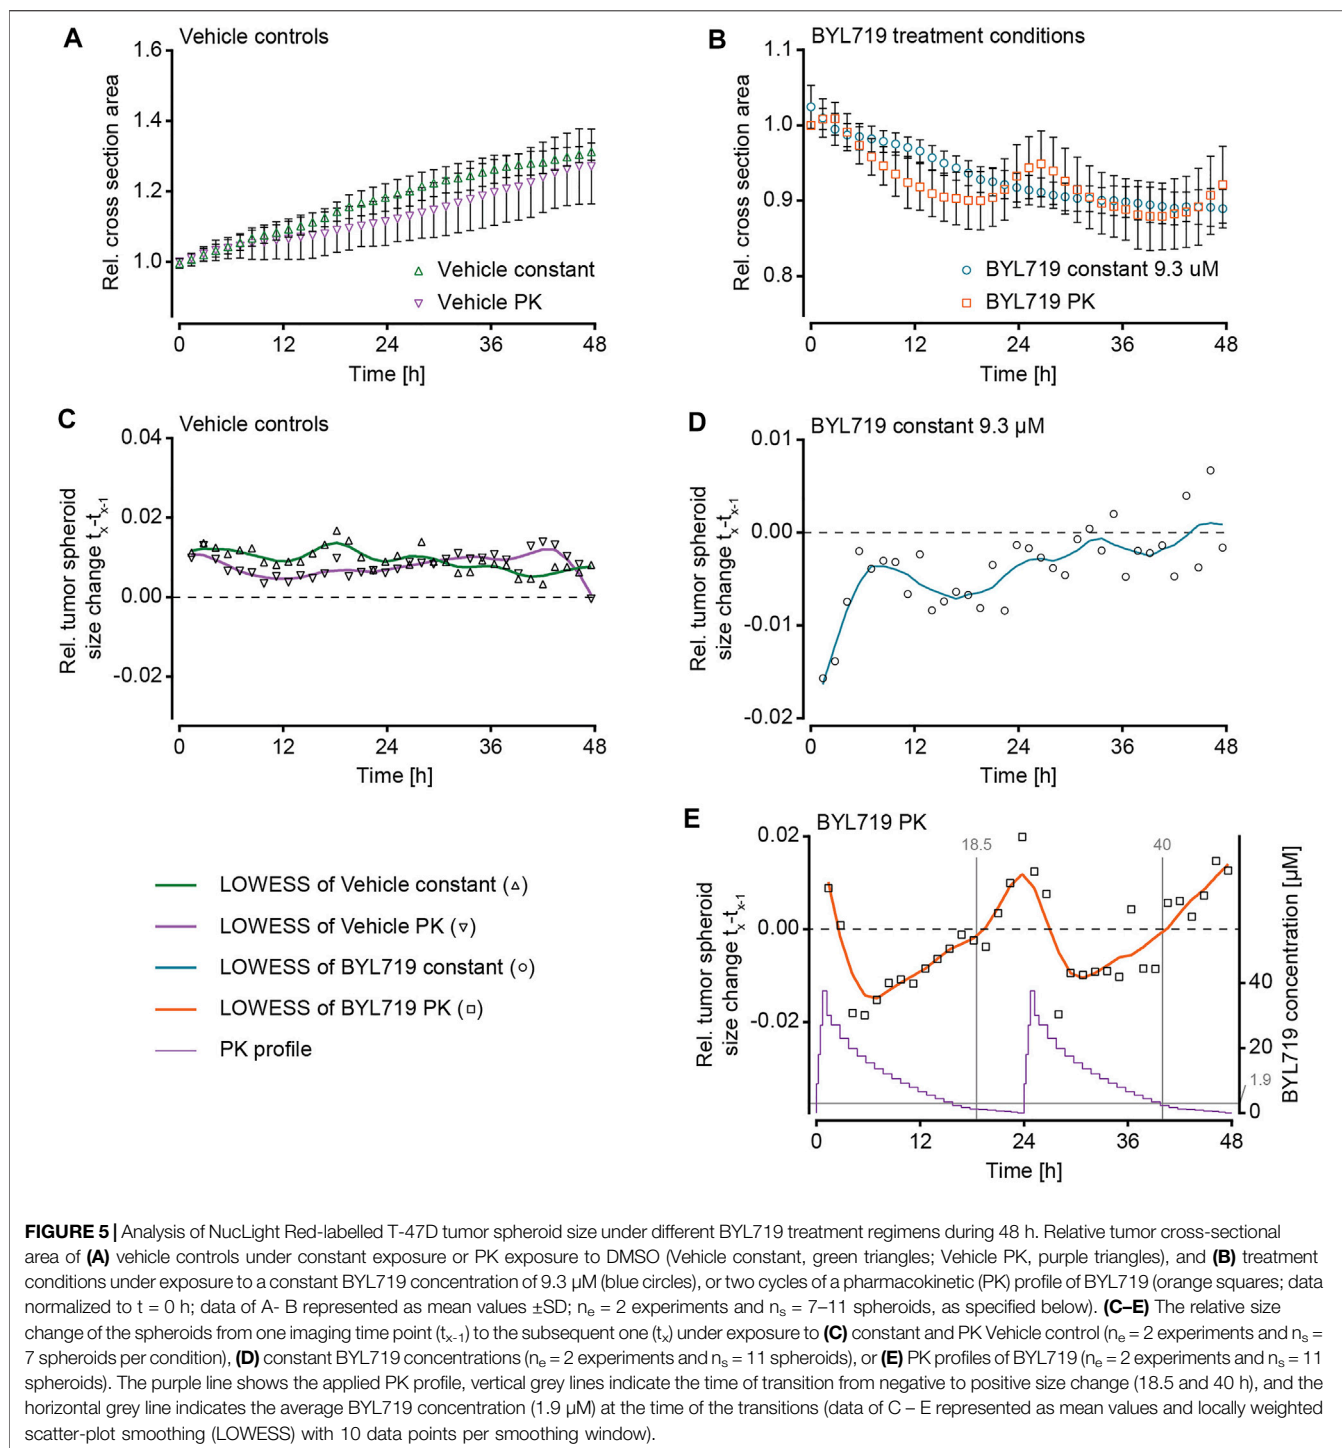 A
Vehicle controls
Rel. cross section area
1.6
1.4
1.2
1.0
Vehicle constant
Vehicle PK
0 12 24 36 48
Time [h]
B
BYL719 treatment conditions
Rel. cross section area
1.1
1.0
0.9
0.8
BYL719 constant 9.3 uM
BYL719 PK
0 12 24 36 48
Time [h]
C
Vehicle controls
Rel. tumor spheroid
size change tx-tx-1
0.04
0.02
0.00
-0.02
0 12 24 36 48
Time [h]
D
BYL719 constant 9.3 µM
Rel. tumor spheroid
size change tx-tx-1
0.01
0.00
-0.01
-0.02
0 12 24 36 48
Time [h]
LOWESS of Vehicle constant (▵)
LOWESS of Vehicle PK (▿)
LOWESS of BYL719 constant (○)
LOWESS of BYL719 PK (□)
PK profile
E
BYL719 PK
Rel. tumor spheroid
size change tx-tx-1
0.02
0.00
-0.02
18.5
40
40
20
0
1.9
BYL719 concentration [µM]
0 12 24 36 48
Time [h]
FIGURE 5 | Analysis of NucLight Red-labelled T-47D tumor spheroid size under different BYL719 treatment regimens during 48 h. Relative tumor cross-sectional
area of (A) vehicle controls under constant exposure or PK exposure to DMSO (Vehicle constant, green triangles; Vehicle PK, purple triangles), and (B) treatment
conditions under exposure to a constant BYL719 concentration of 9.3 µM (blue circles), or two cycles of a pharmacokinetic (PK) profile of BYL719 (orange squares; data
normalized to t = 0 h; data of A- B represented as mean values ±SD; ne = 2 experiments and ns = 7–11 spheroids, as specified below). (C–E) The relative size
change of the spheroids from one imaging time point (tx-1) to the subsequent one (tx) under exposure to (C) constant and PK Vehicle control (ne = 2 experiments and ns =
7 spheroids per condition), (D) constant BYL719 concentrations (ne = 2 experiments and ns = 11 spheroids), or (E) PK profiles of BYL719 (ne = 2 experiments and ns = 11
spheroids). The purple line shows the applied PK profile, vertical grey lines indicate the time of transition from negative to positive size change (18.5 and 40 h), and the
horizontal grey line indicates the average BYL719 concentration (1.9 µM) at the time of the transitions (data of C – E represented as mean values and locally weighted
scatter-plot smoothing (LOWESS) with 10 data points per smoothing window).